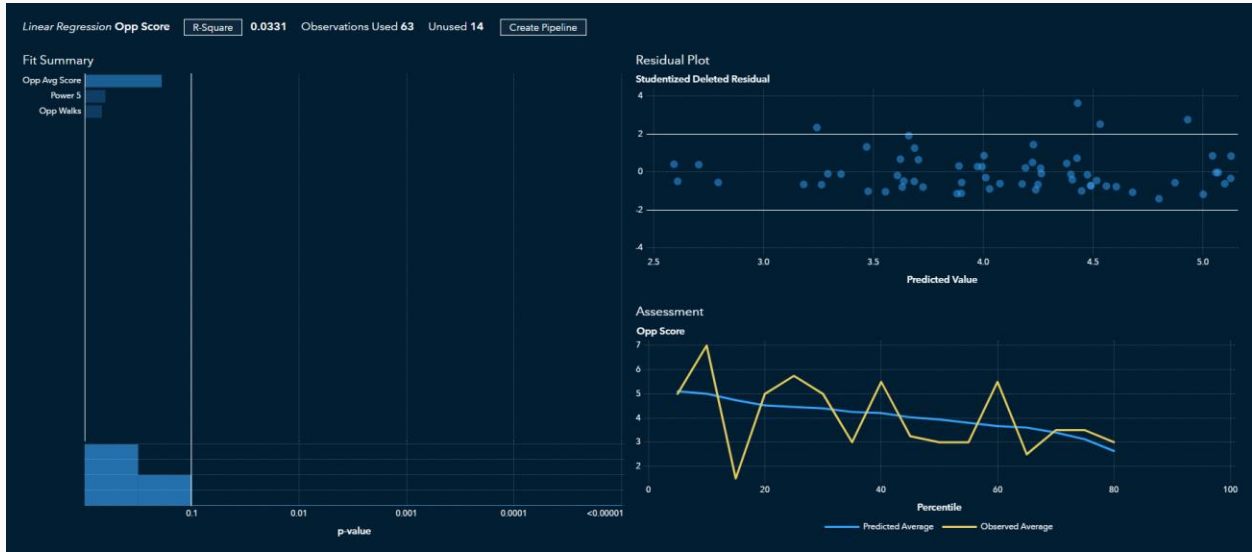 Linear Regression Opp Score R-Square 0.0331 Observations Used 63 Unused 14 Create Pipeline
Fit Summary
Opp Avg Score
Power 5
Opp Walks
0.1 0.01 0.001 0.0001 <0.00001
p-value
Residual Plot
Studentized Deleted Residual
4
2
0
-2
-4
2.5 3.0 3.5 4.0 4.5 5.0
Predicted Value
Assessment
Opp Score
7
6
5
4
3
2
0 20 40 60 80 100
Percentile
Predicted Average Observed Average